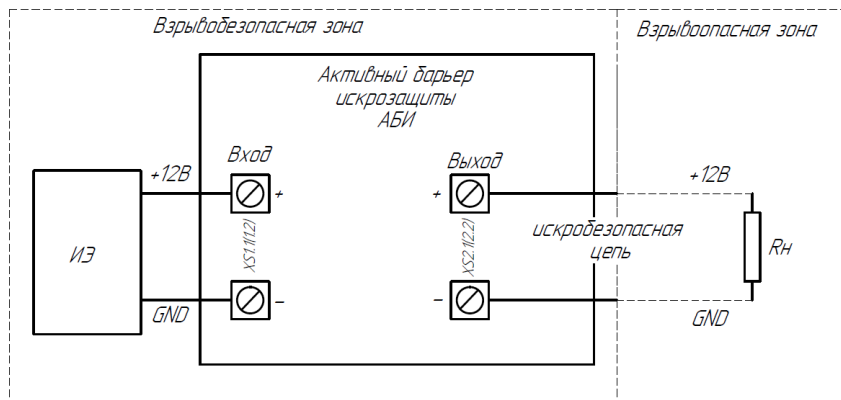 Взрывобезопасная зона
Взрывоопасная зона
Активный барьер
искрозащиты
АБИ
Вход
Выход
+12В
+
+
+12В
ИЭ
XS1.1(1.2)
XS2.1(2.2)
искробезопасная
цепь
Rн
GND
-
-
GND